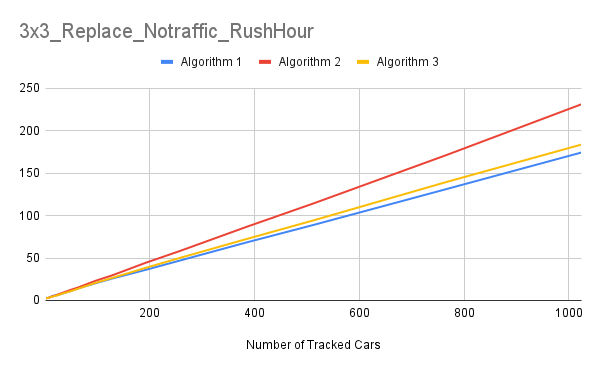 3x3_Replace_Notraffic_RushHour
Algorithm 1 Algorithm 2 Algorithm 3
250
200
150
100
50
0
200 400 600 800 1000
Number of Tracked Cars